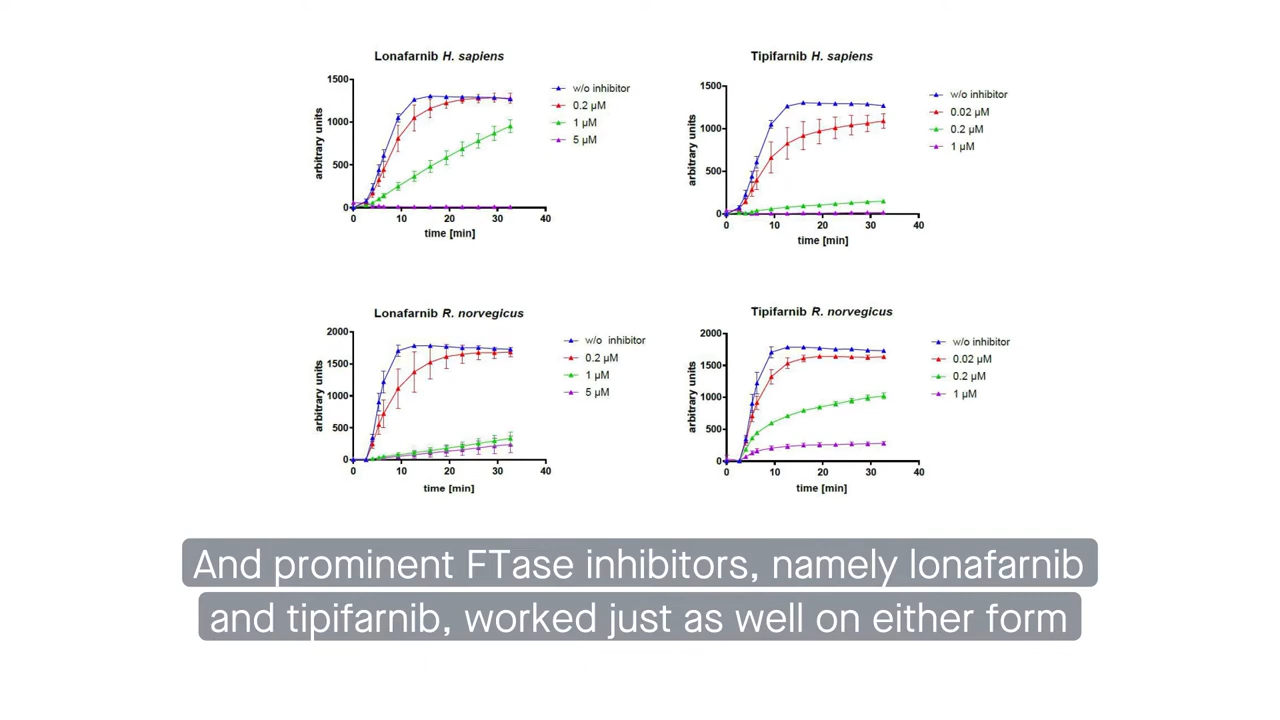 Lonafarnib H. sapiens
1500
1000
500
0
arbitrary units
0 10 20 30 40
time [min]
w/o inhibitor
0.2 µM
1 µM
5 µM
Tipifarnib H. sapiens
1500
1000
500
0
arbitrary units
0 10 20 30 40
time [min]
w/o inhibitor
0.02 µM
0.2 µM
1 µM
Lonafarnib R. norvegicus
2000
1500
1000
500
0
arbitrary units
0 10 20 30 40
time [min]
w/o inhibitor
0.2 µM
1 µM
5 µM
Tipifarnib R. norvegicus
2000
1500
1000
500
0
arbitrary units
0 10 20 30 40
time [min]
w/o inhibitor
0.02 µM
0.2 µM
1 µM
And prominent FTase inhibitors, namely lonafarnib
and tipifarnib, worked just as well on either form